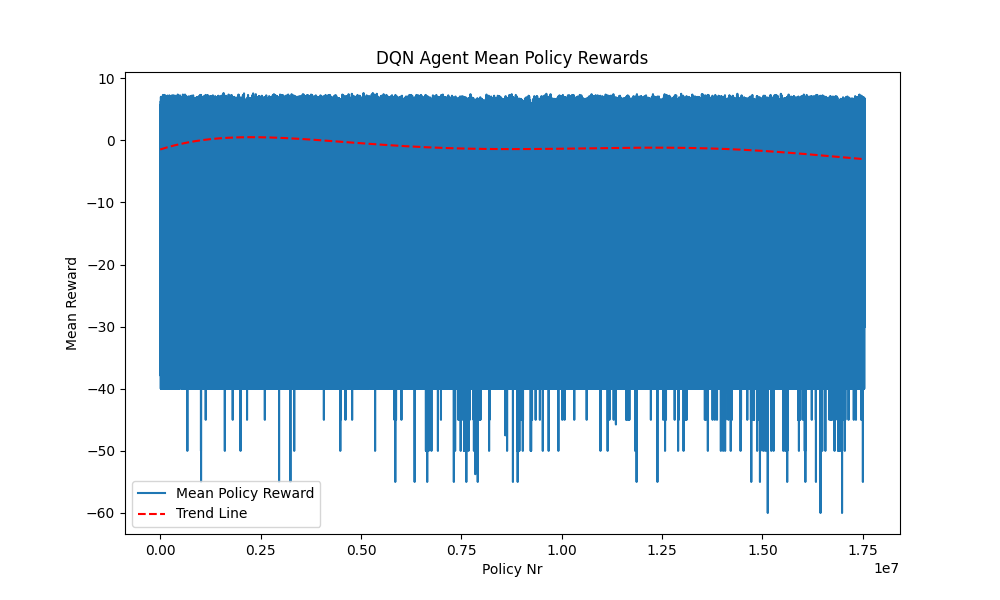 DQN Agent Mean Policy Rewards
Mean Reward
10
0
−10
−20
−30
−40
−50
−60
Mean Policy Reward
Trend Line
0.00 0.25 0.50 0.75 1.00 1.25 1.50 1.75
1e7
Policy Nr